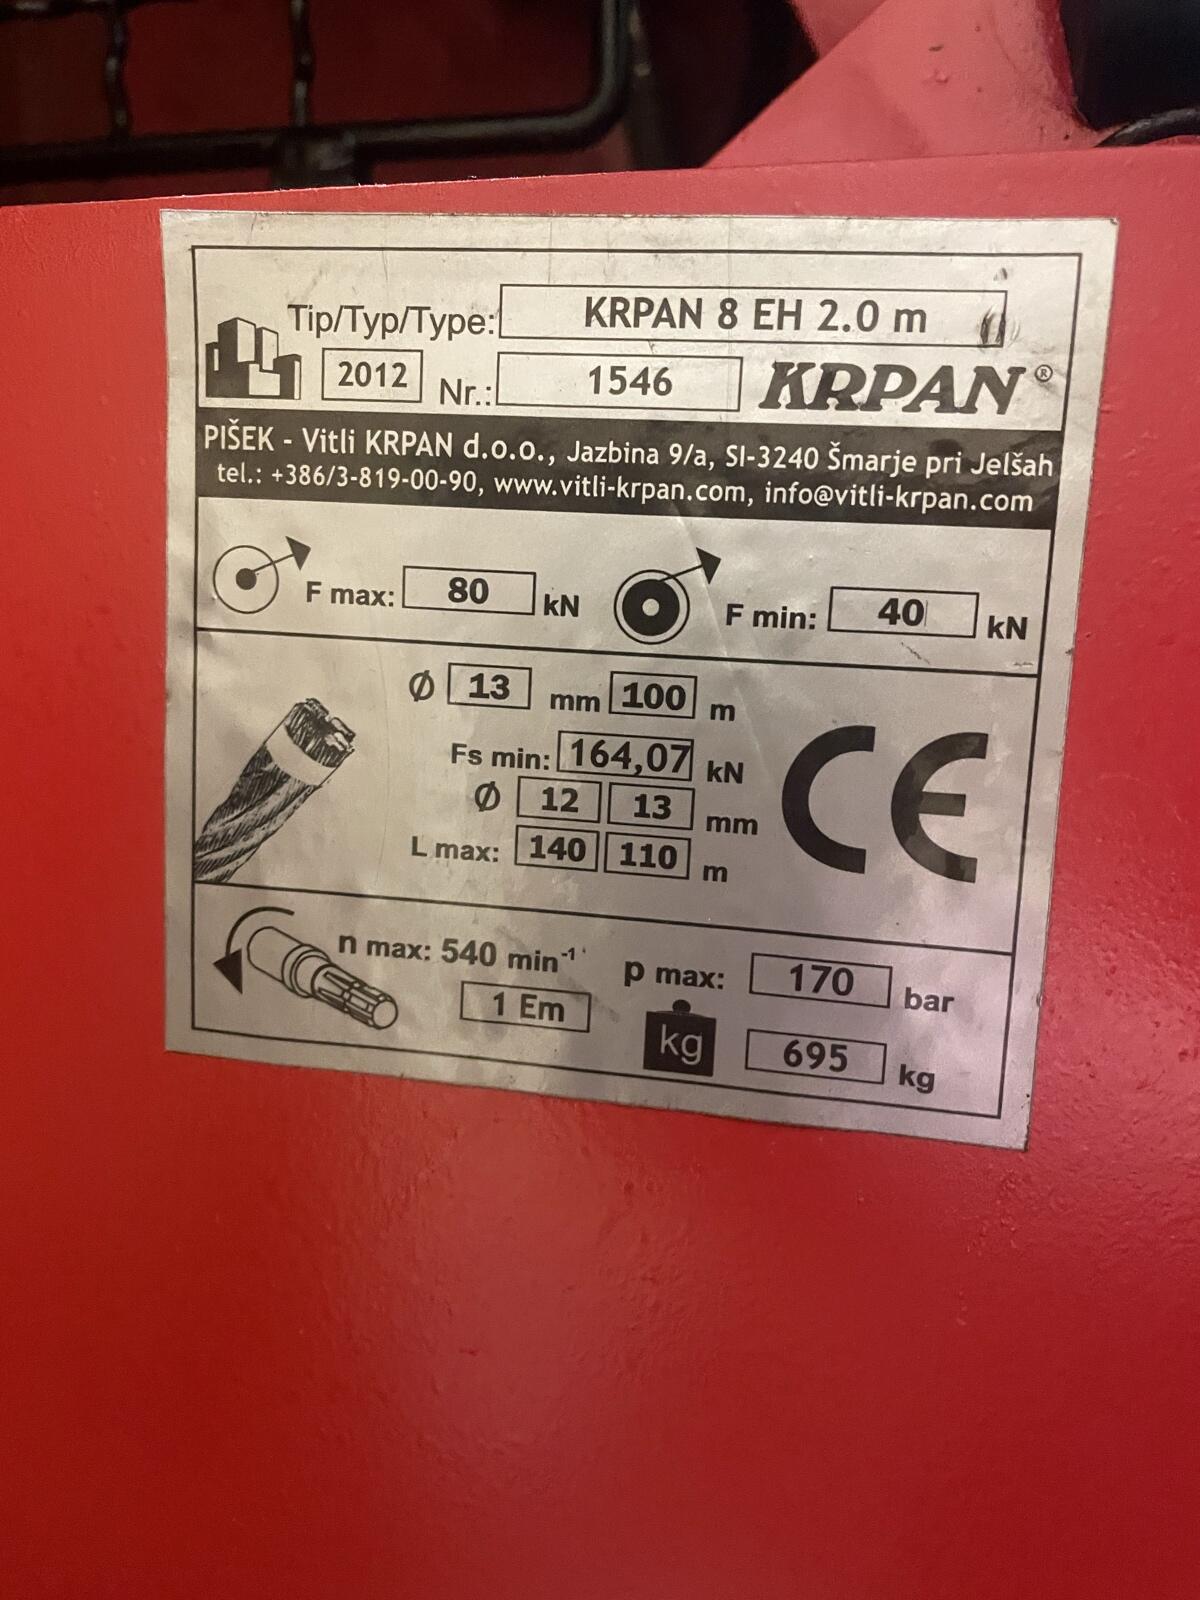 Tip/Typ/Type: KRPAN 8 EH 2.0 m
2012 Nr.: 1546 KRPAN®
PIŠEK - Vitli KRPAN d.o.o., Jazbina 9/a, SI-3240 Šmarje pri Jelšah
tel.: +386/3-819-00-90, www.vitli-krpan.com, info@vitli-krpan.com
F max: 80 kN F min: 40 kN
Ø 13 mm 100 m
Fs min: 164,07 kN
Ø 12 13 mm
L max: 140 110 m
CE
n max: 540 min⁻¹ p max: 170 bar
1 Em kg 695 kg